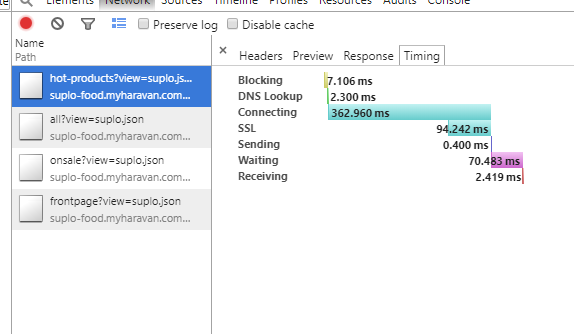 Elements Network Sources Timeline Profiles Resources Audits Console
Preserve log Disable cache
Name
Path
Headers Preview Response Timing
hot-products?view=suplo.js...
suplo-food.myharavan.com...
all?view=suplo.json
suplo-food.myharavan.com...
onsale?view=suplo.json
suplo-food.myharavan.com...
frontpage?view=suplo.json
suplo-food.myharavan.com...
Blocking 7.106 ms
DNS Lookup 2.300 ms
Connecting 362.960 ms
SSL 94.242 ms
Sending 0.400 ms
Waiting 70.483 ms
Receiving 2.419 ms